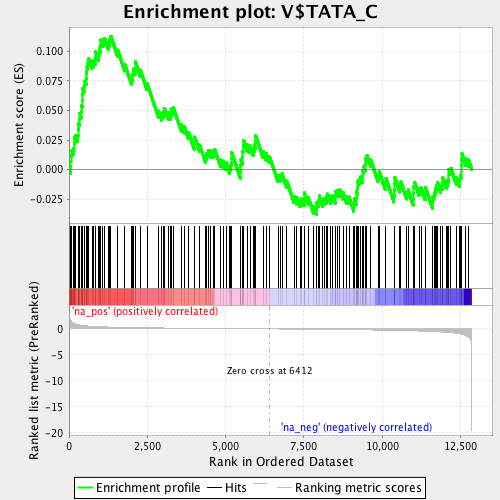 Enrichment plot: V$TATA_C
Enrichment score (ES)
0.100
0.075
0.050
0.025
0.000
-0.025
'na_pos' (positively correlated)
Ranked list metric (PreRanked)
0
-5
-10
-15
-20
Zero cross at 6412
'na_neg' (negatively correlated)
0
2,500
5,000
7,500
10,000
12,500
Rank in Ordered Dataset
Enrichment profile
Hits
Ranking metric scores